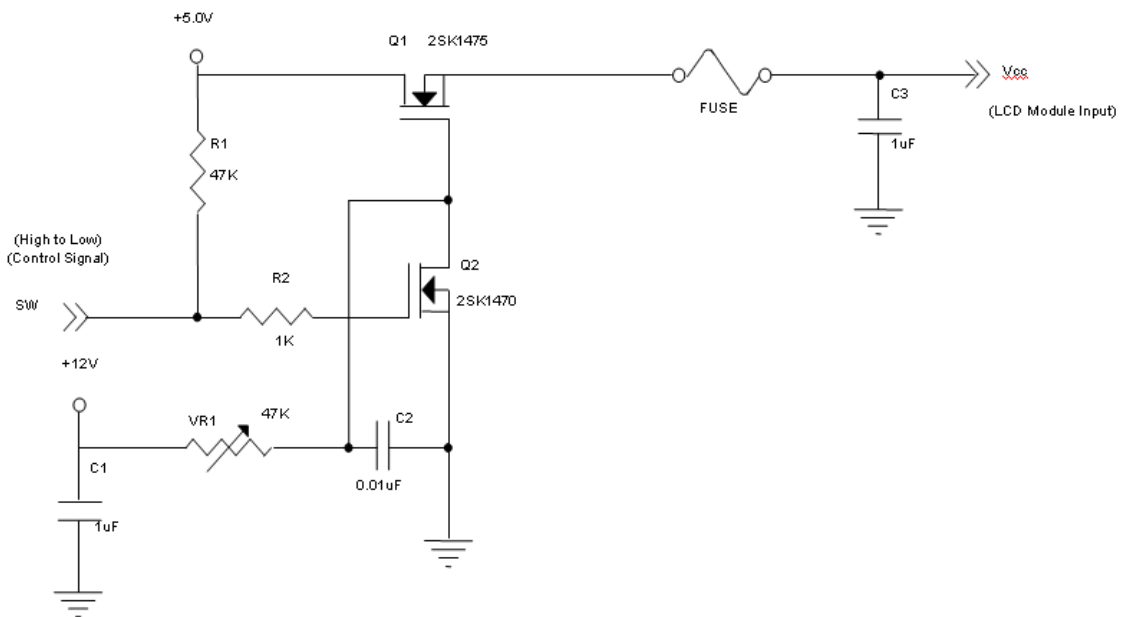 +5.0V
Q1 2SK1475
Vcc
C3
FUSE
(LCD Module Input)
R1
1uF
47K
(High to Low)
(Control Signal)
Q2
R2
SW
2SK1470
1K
+12V
VR1
47K
C2
C1
0.01uF
1uF